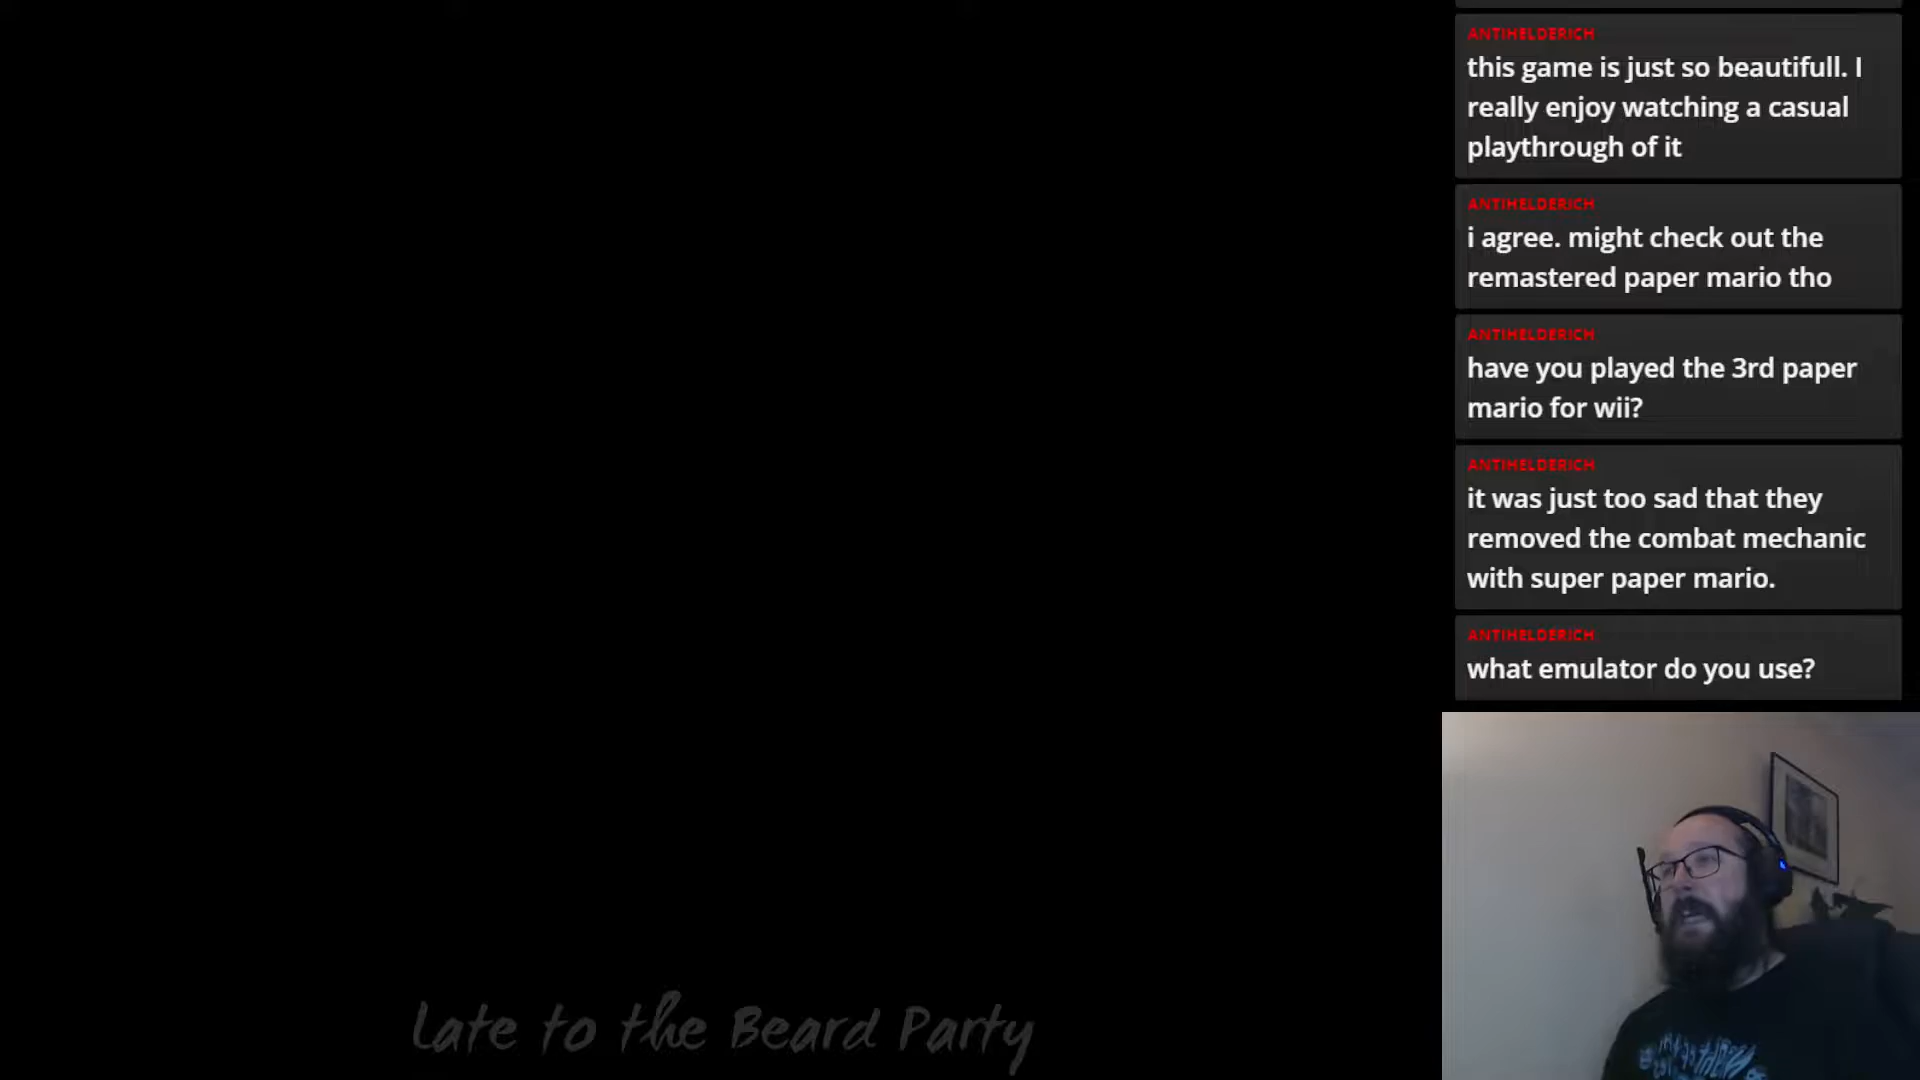 ANTIHELDERICH
this game is just so beautifull. I
really enjoy watching a casual
playthrough of it
ANTIHELDERICH
i agree. might check out the
remastered paper mario tho
ANTIHELDERICH
have you played the 3rd paper
mario for wii?
ANTIHELDERICH
it was just too sad that they
removed the combat mechanic
with super paper mario.
ANTIHELDERICH
what emulator do you use?
Late to the Beard Party